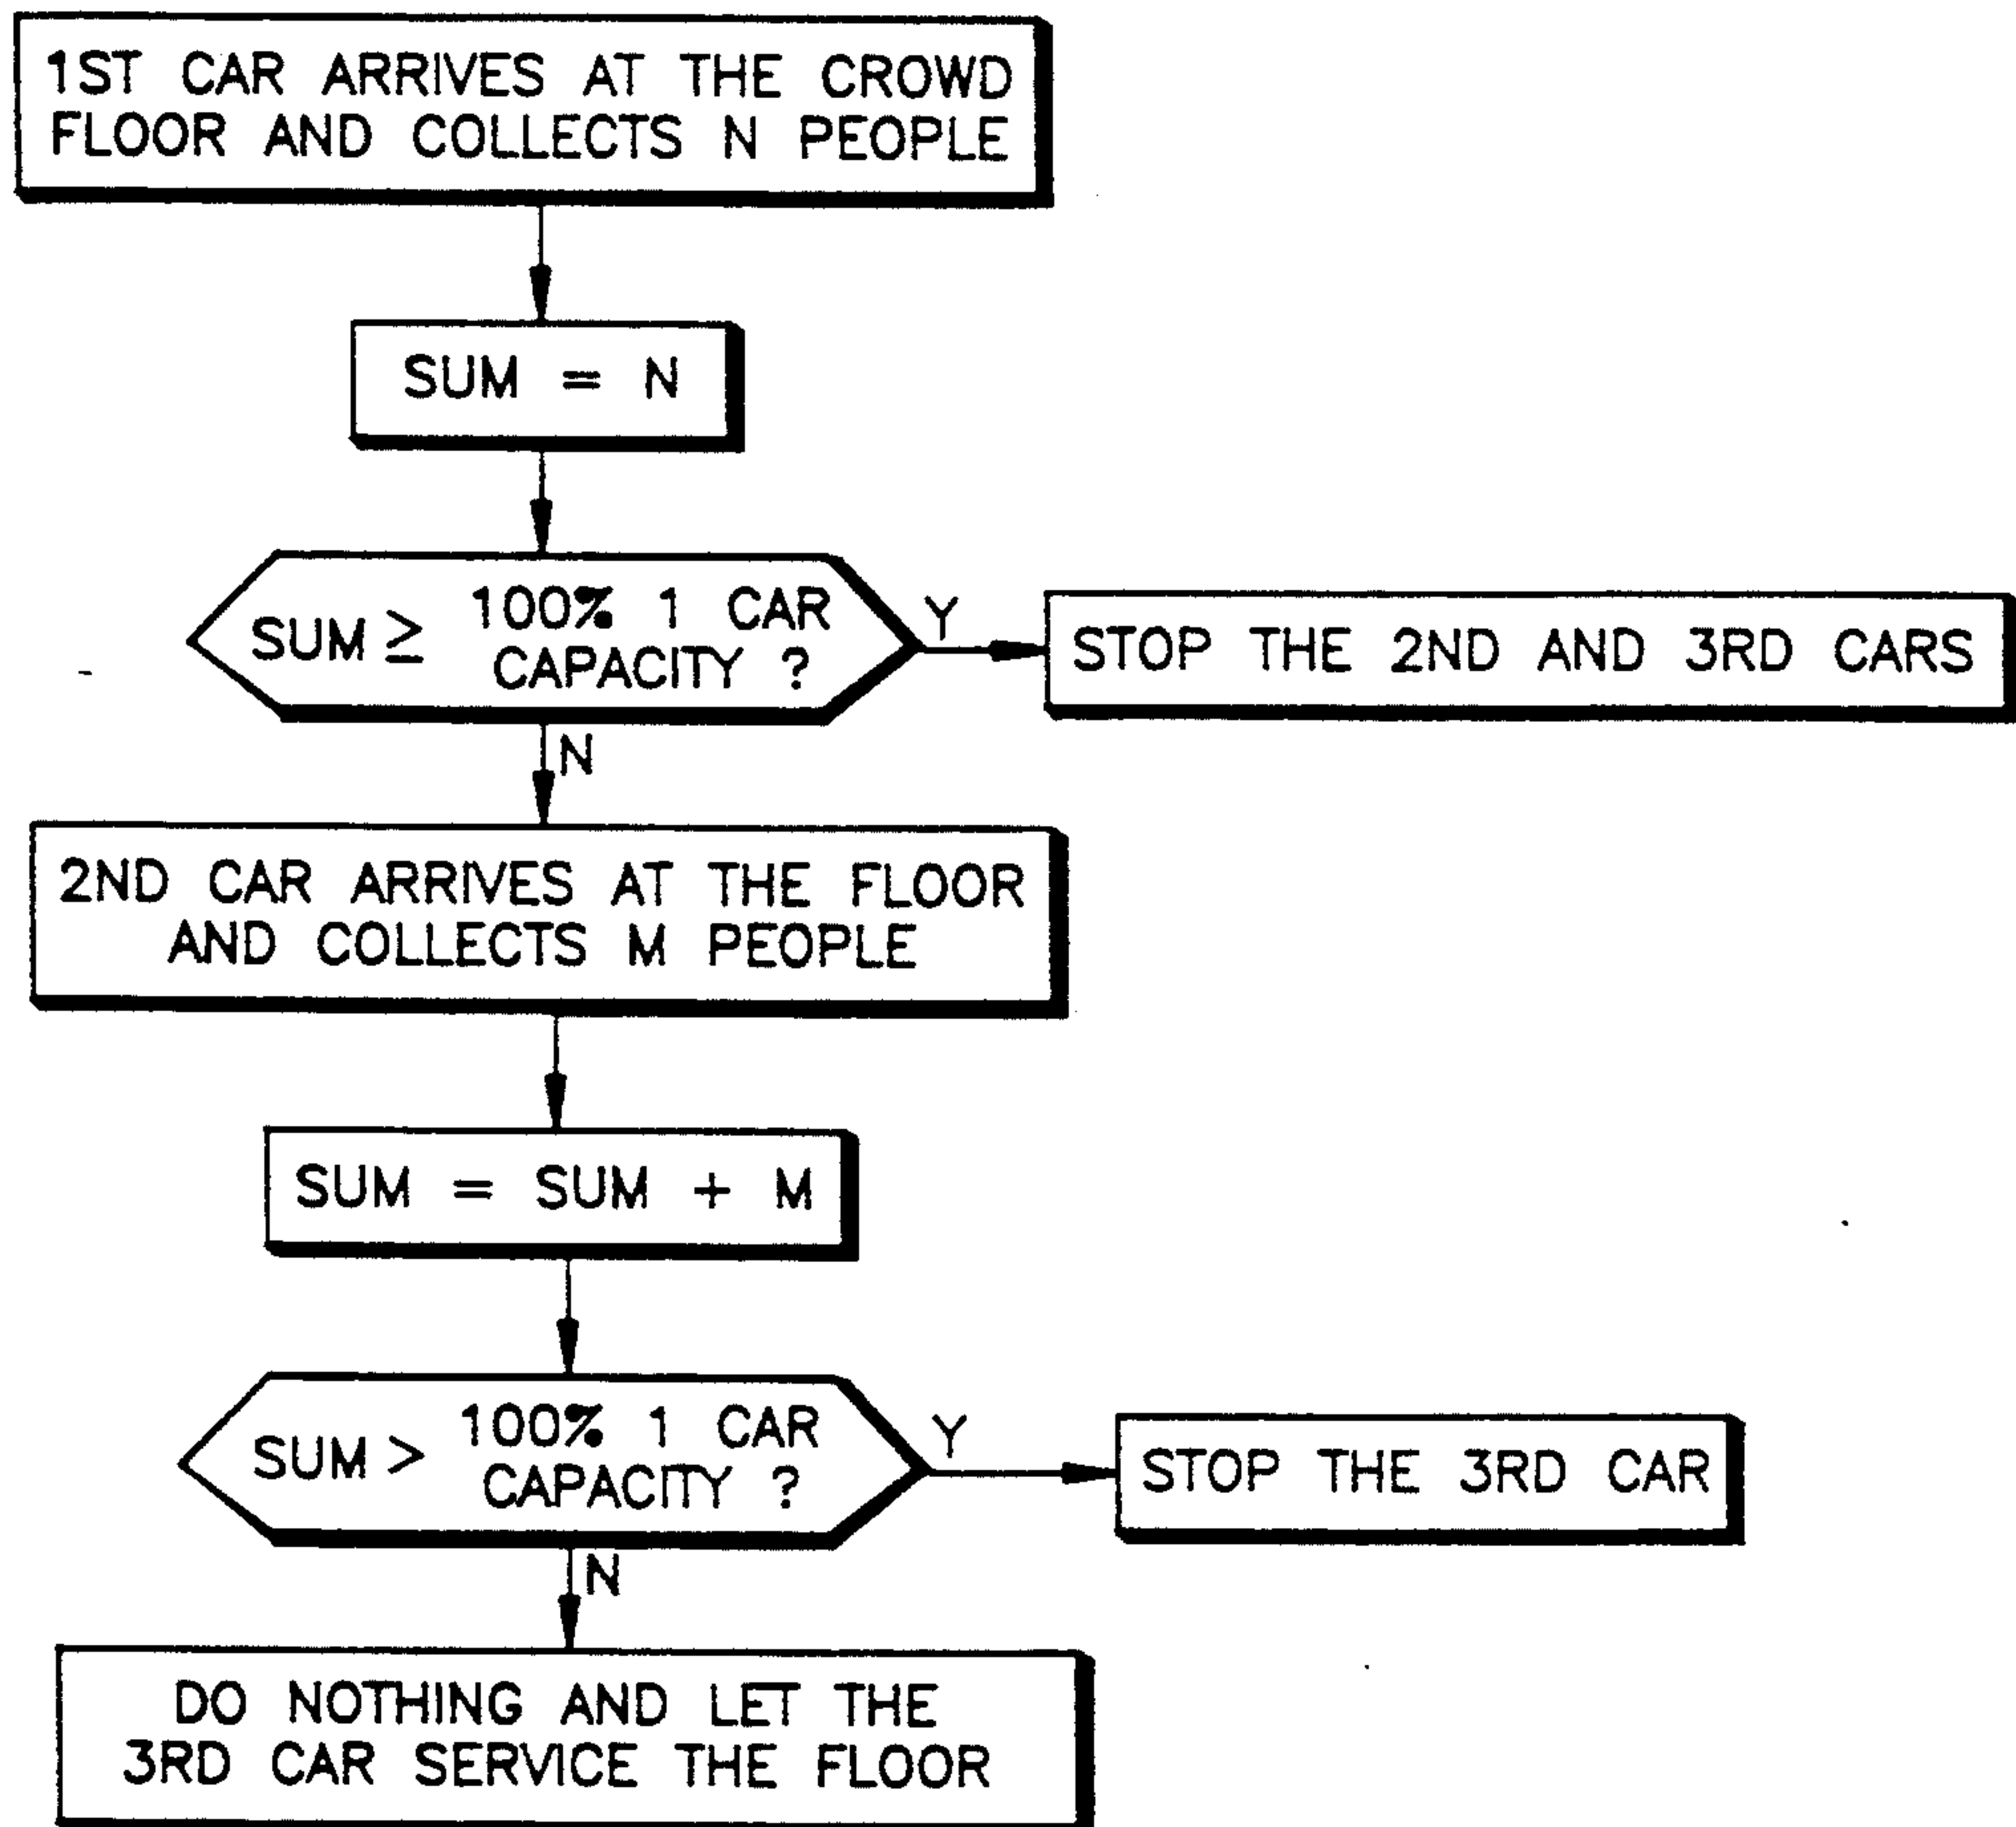 1ST CAR ARRIVES AT THE CROWD
FLOOR AND COLLECTS N PEOPLE
SUM = N
SUM ≥ 100% 1 CAR
CAPACITY ?
Y
STOP THE 2ND AND 3RD CARS
N
2ND CAR ARRIVES AT THE FLOOR
AND COLLECTS M PEOPLE
SUM = SUM + M
SUM > 100% 1 CAR
CAPACITY ?
Y
STOP THE 3RD CAR
N
DO NOTHING AND LET THE
3RD CAR SERVICE THE FLOOR